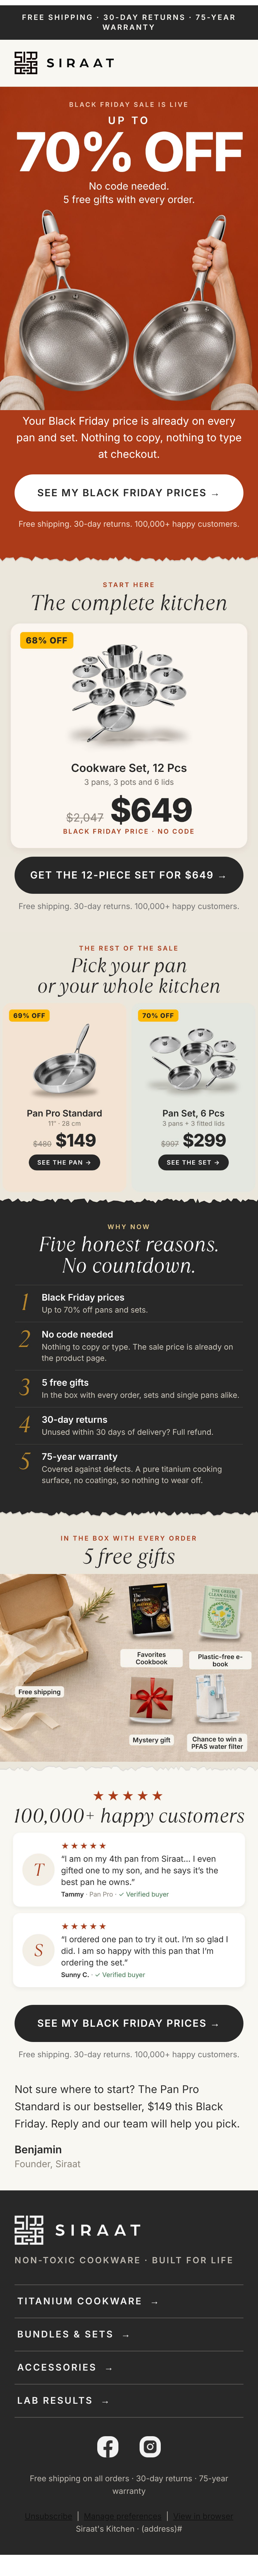 FREE SHIPPING · 30-DAY RETURNS · 75-YEAR
WARRANTY
SIRAAT
BLACK FRIDAY SALE IS LIVE
UP TO
70% OFF
No code needed.
5 free gifts with every order.
Your Black Friday price is already on every
pan and set. Nothing to copy, nothing to type
at checkout.
SEE MY BLACK FRIDAY PRICES →
Free shipping. 30-day returns. 100,000+ happy customers.
START HERE
The complete kitchen
68% OFF
Cookware Set, 12 Pcs
3 pans, 3 pots and 6 lids
$2,047 $649
BLACK FRIDAY PRICE · NO CODE
GET THE 12-PIECE SET FOR $649 →
Free shipping. 30-day returns. 100,000+ happy customers.
THE REST OF THE SALE
Pick your pan
or your whole kitchen
69% OFF
Pan Pro Standard
11" · 28 cm
$480 $149
SEE THE PAN →
70% OFF
Pan Set, 6 Pcs
3 pans + 3 fitted lids
$997 $299
SEE THE SET →
WHY NOW
Five honest reasons.
No countdown.
1 Black Friday prices
Up to 70% off pans and sets.
2 No code needed
Nothing to copy or type. The sale price is already on
the product page.
3 5 free gifts
In the box with every order, sets and single pans alike.
4 30-day returns
Unused within 30 days of delivery? Full refund.
5 75-year warranty
Covered against defects. A pure titanium cooking
surface, no coatings, so nothing to wear off.
IN THE BOX WITH EVERY ORDER
5 free gifts
Favorites
Cookbook
THE GREEN
CLEAN GUIDE
Plastic-free e-
book
Free shipping
Mystery gift
Chance to win a
PFAS water filter
★★★★★
100,000+ happy customers
T
★★★★★
“I am on my 4th pan from Siraat... I even
gifted one to my son, and he says it’s the
best pan he owns.”
Tammy · Pan Pro · ✓ Verified buyer
S
★★★★★
“I ordered one pan to try it out. I’m so glad I
did. I am so happy with this pan that I’m
ordering the set.”
Sunny C. · ✓ Verified buyer
SEE MY BLACK FRIDAY PRICES →
Free shipping. 30-day returns. 100,000+ happy customers.
Not sure where to start? The Pan Pro
Standard is our bestseller, $149 this Black
Friday. Reply and our team will help you pick.
Benjamin
Founder, Siraat
SIRAAT
NON-TOXIC COOKWARE · BUILT FOR LIFE
TITANIUM COOKWARE →
BUNDLES & SETS →
ACCESSORIES →
LAB RESULTS →
Free shipping on all orders · 30-day returns · 75-year
warranty
Unsubscribe | Manage preferences | View in browser
Siraat's Kitchen · (address)#